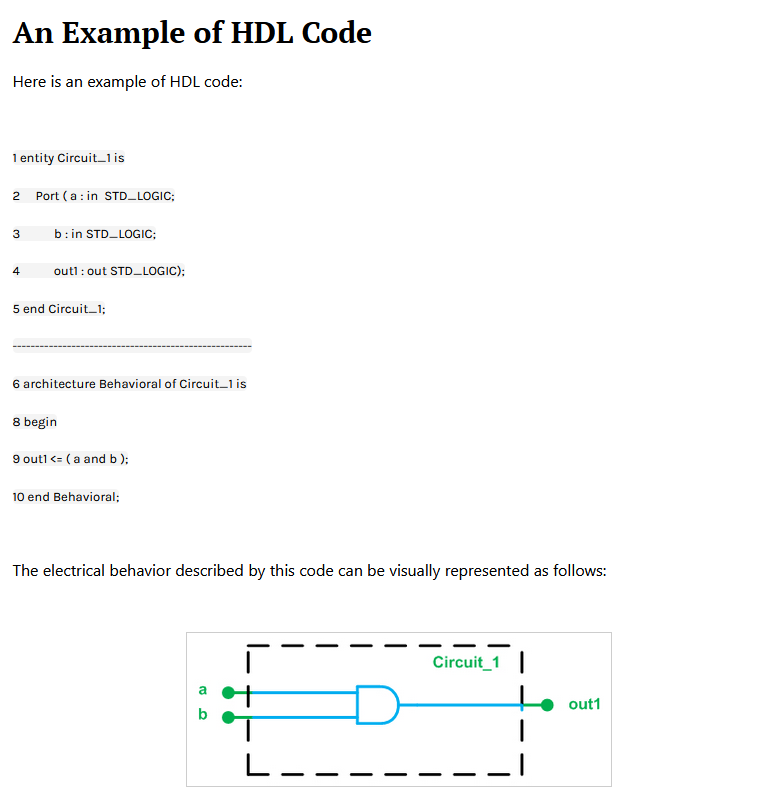 An Example of HDL Code
Here is an example of HDL code:
1 entity Circuit_1 is
2    Port ( a : in  STD_LOGIC;
3        b : in STD_LOGIC;
4        out1 : out STD_LOGIC);
5 end Circuit_1;
-----------------------------------------------------
6 architecture Behavioral of Circuit_1 is
8 begin
9 out1 <= ( a and b );
10 end Behavioral;
The electrical behavior described by this code can be visually represented as follows:
Circuit_1
a
b
out1